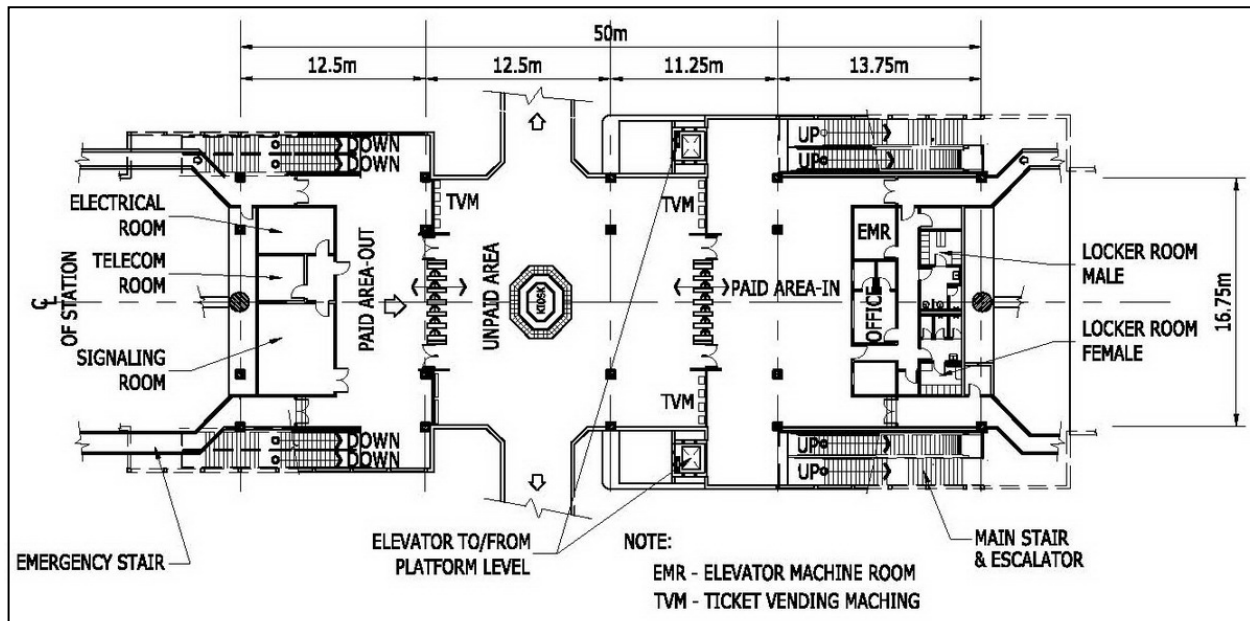 50m
12.5m
12.5m
11.25m
13.75m
DOWN
DOWN
UP
UP
ELECTRICAL
ROOM
TVM
TVM
EMR
LOCKER ROOM
MALE
TELECOM
ROOM
CL
OF STATION
PAID AREA-OUT
UNPAID AREA
KIOSK
PAID AREA-IN
OFFICE
16.75m
SIGNALING
ROOM
LOCKER ROOM
FEMALE
TVM
DOWN
DOWN
UP
UP
EMERGENCY STAIR
ELEVATOR TO/FROM
PLATFORM LEVEL
MAIN STAIR
& ESCALATOR
NOTE:
EMR - ELEVATOR MACHINE ROOM
TVM - TICKET VENDING MACHING